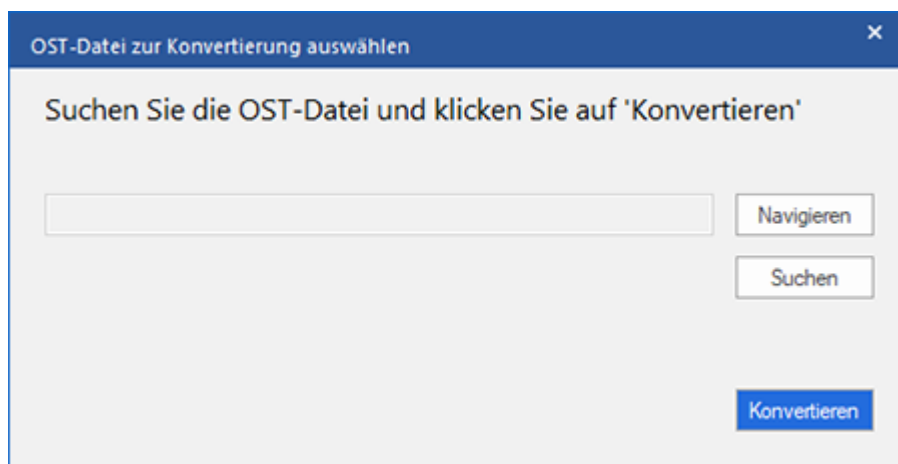 OST-Datei zur Konvertierung auswählen
Suchen Sie die OST-Datei und klicken Sie auf 'Konvertieren'
Navigieren
Suchen
Konvertieren